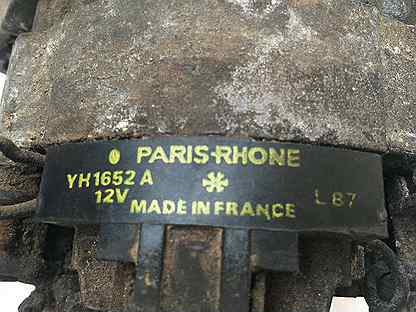 PARIS-RHONE
YH1652 A
12V
MADE IN FRANCE
L87